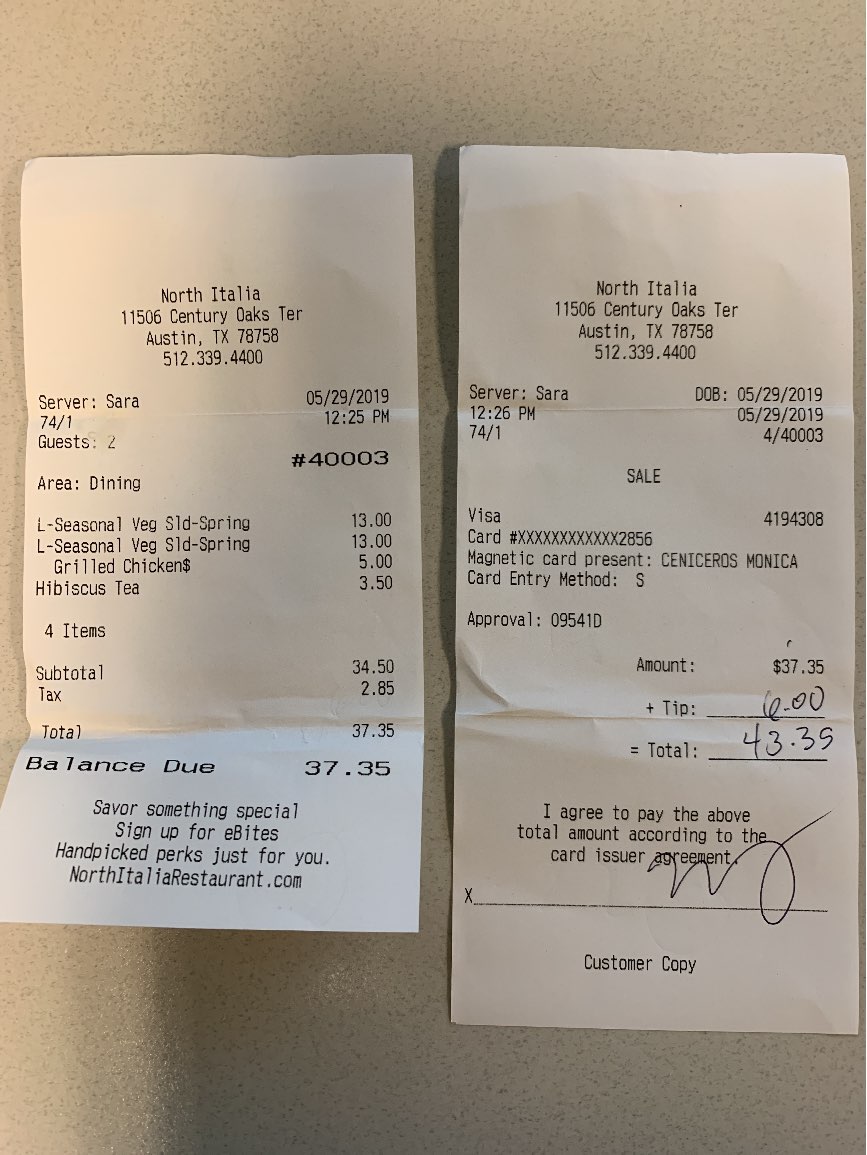 North Italia
11506 Century Oaks Ter
Austin, TX 78758
512.339.4400
Server: Sara 05/29/2019
74/1 12:25 PM
Guests: 2
#40003
Area: Dining
L-Seasonal Veg Sld-Spring 13.00
L-Seasonal Veg Sld-Spring 13.00
Grilled Chicken$ 5.00
Hibiscus Tea 3.50
4 Items
Subtotal 34.50
Tax 2.85
Total 37.35
Balance Due 37.35
Savor something special
Sign up for eBites
Handpicked perks just for you.
NorthItaliaRestaurant.com
North Italia
11506 Century Oaks Ter
Austin, TX 78758
512.339.4400
Server: Sara DOB: 05/29/2019
12:26 PM 05/29/2019
74/1 4/40003
SALE
Visa 4194308
Card #XXXXXXXXXXXX2856
Magnetic card present: CENICEROS MONICA
Card Entry Method: S
Approval: 09541D
Amount: $37.35
+ Tip: 6.00
= Total: 43.35
I agree to pay the above
total amount according to the
card issuer agreement.
X
Customer Copy